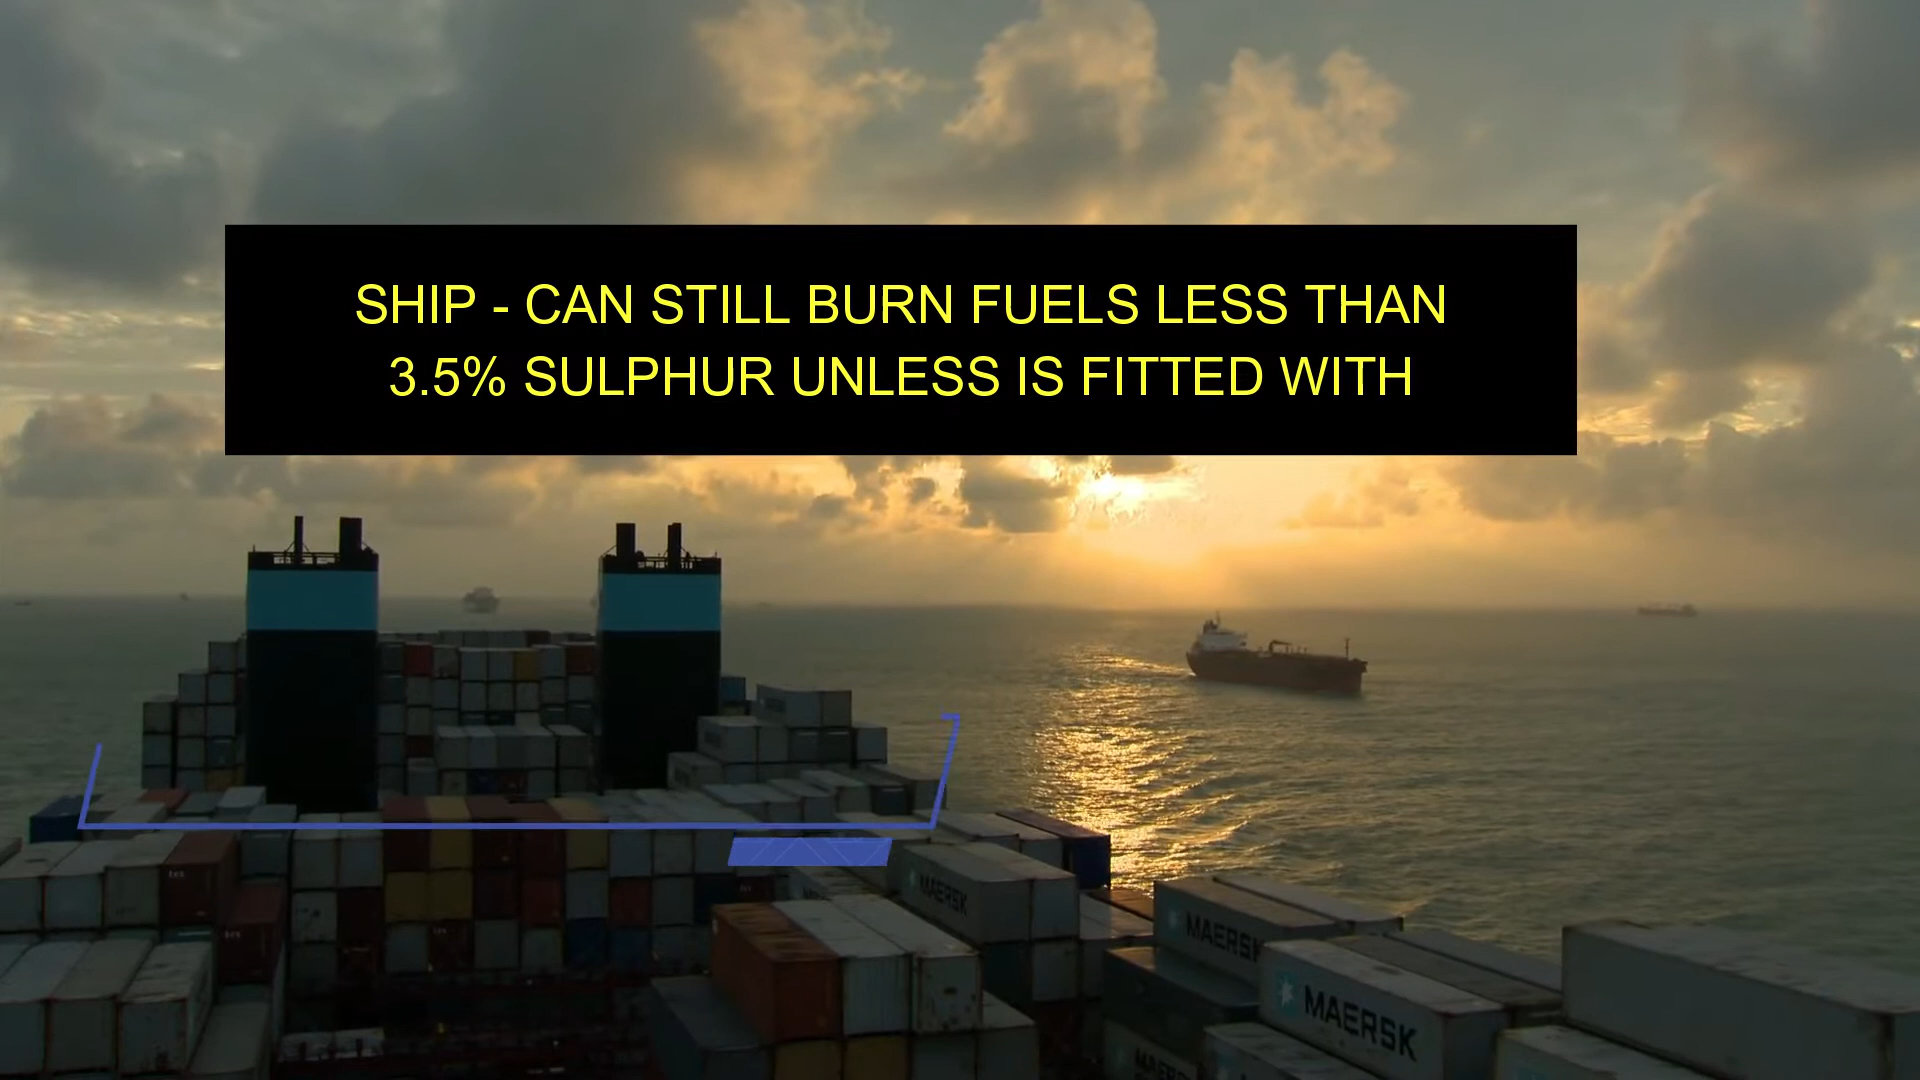 SHIP - CAN STILL BURN FUELS LESS THAN
3.5% SULPHUR UNLESS IS FITTED WITH
MAERSK
MAERSK
MAERSK